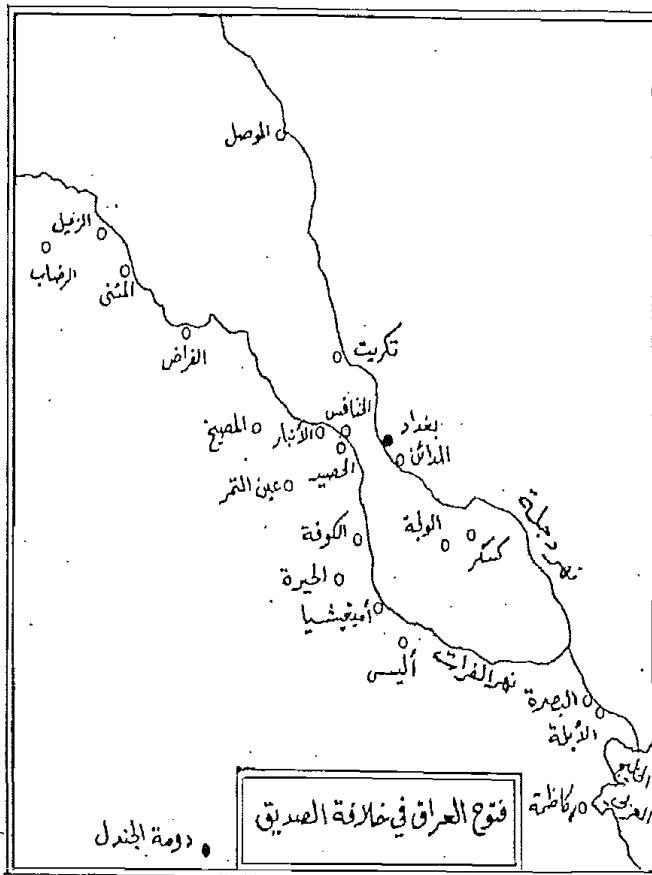 الموصل
الزميل
الرضاب
المثنى
الفراض
تكريت
الخنافس
بغداد
المصيخ
الأنبار
المدائن
الحصيد
عين التمر
نهر دجلة
الولجة
كسكر
الكوفة
الحيرة
أمغيشيا
أليس
نهر الفرات
البصرة
الأبلة
الخليج
العربي
كاظمة
فتوح العراق في خلافة الصديق
دومة الجندل